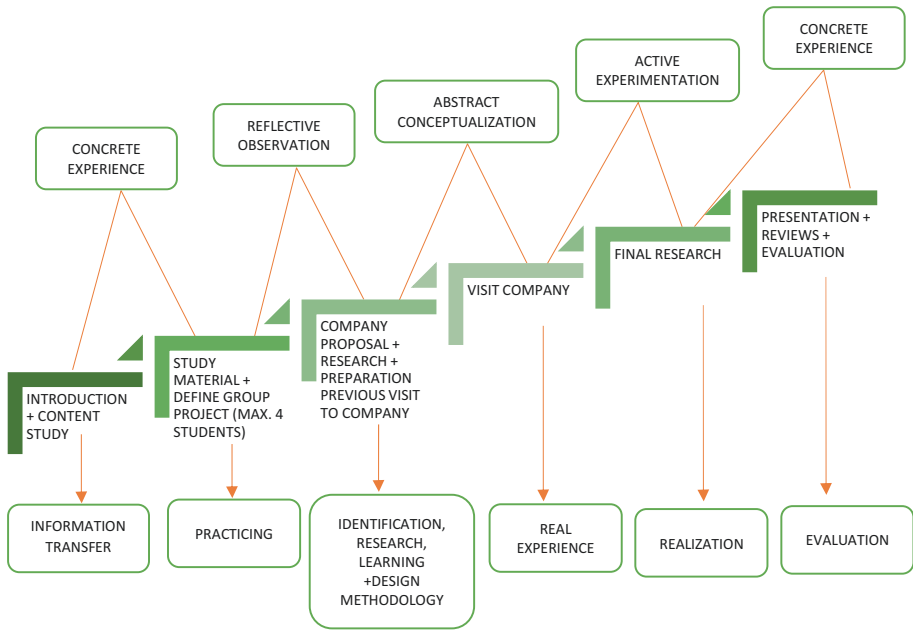 CONCRETE
EXPERIENCE
ACTIVE
EXPERIMENTATION
ABSTRACT
CONCEPTUALIZATION
REFLECTIVE
OBSERVATION
CONCRETE
EXPERIENCE
PRESENTATION +
REVIEWS +
EVALUATION
FINAL RESEARCH
VISIT COMPANY
COMPANY
PROPOSAL +
RESEARCH +
PREPARATION
PREVIOUS VISIT
TO COMPANY
STUDY
MATERIAL +
DEFINE GROUP
PROJECT (MAX. 4
STUDENTS)
INTRODUCTION
+ CONTENT
STUDY
INFORMATION
TRANSFER
PRACTICING
IDENTIFICATION,
RESEARCH,
LEARNING
+DESIGN
METHODOLOGY
REAL
EXPERIENCE
REALIZATION
EVALUATION